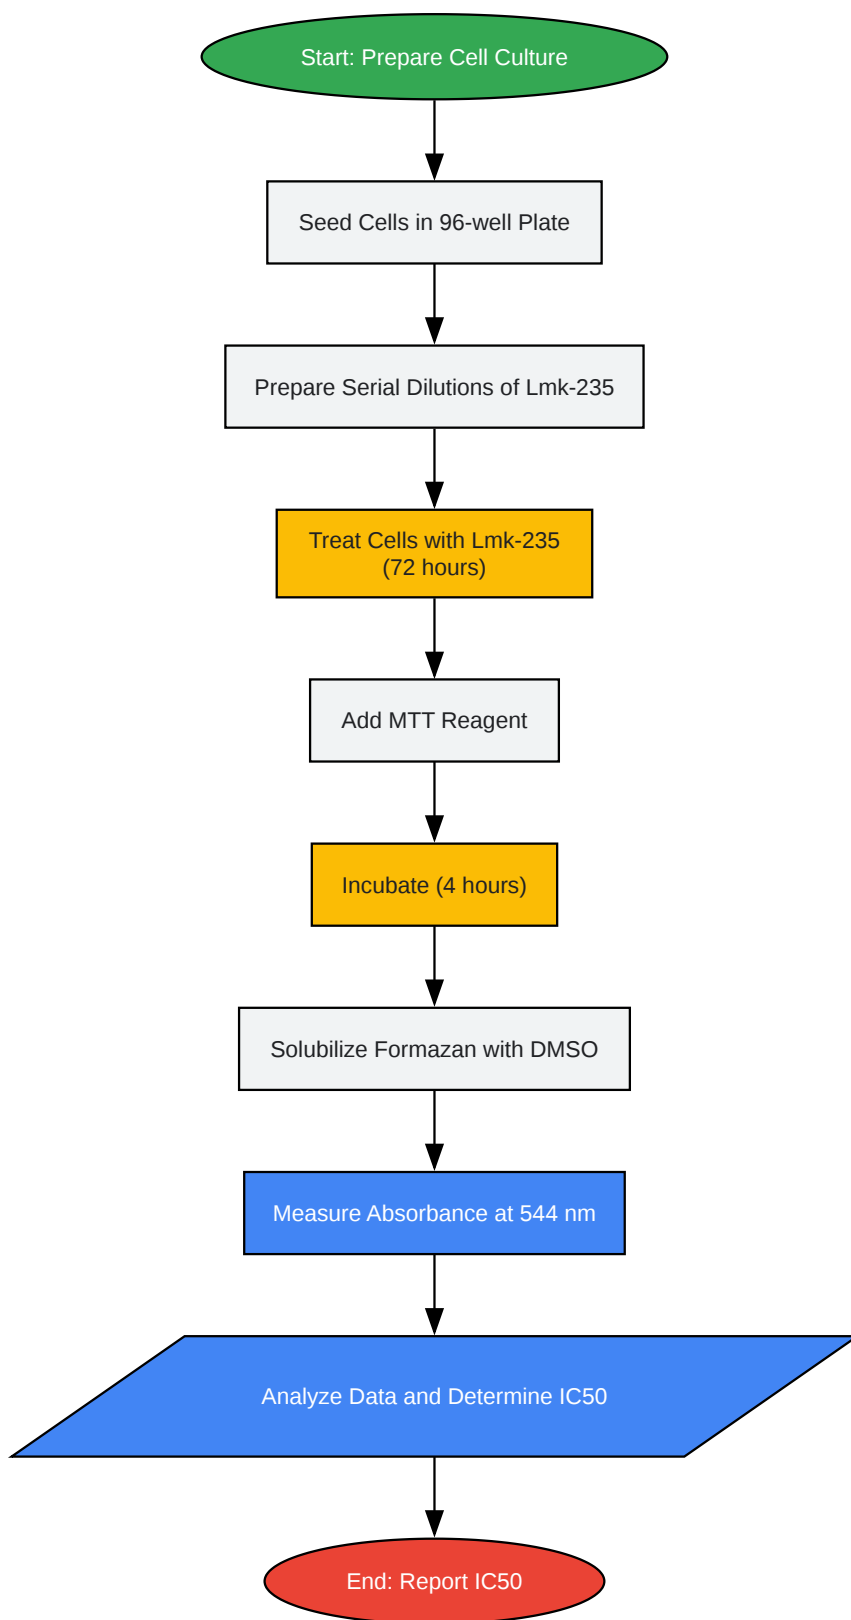 Start: Prepare Cell Culture
Seed Cells in 96-well Plate
Prepare Serial Dilutions of Lmk-235
Treat Cells with Lmk-235
(72 hours)
Add MTT Reagent
Incubate (4 hours)
Solubilize Formazan with DMSO
Measure Absorbance at 544 nm
Analyze Data and Determine IC50
End: Report IC50